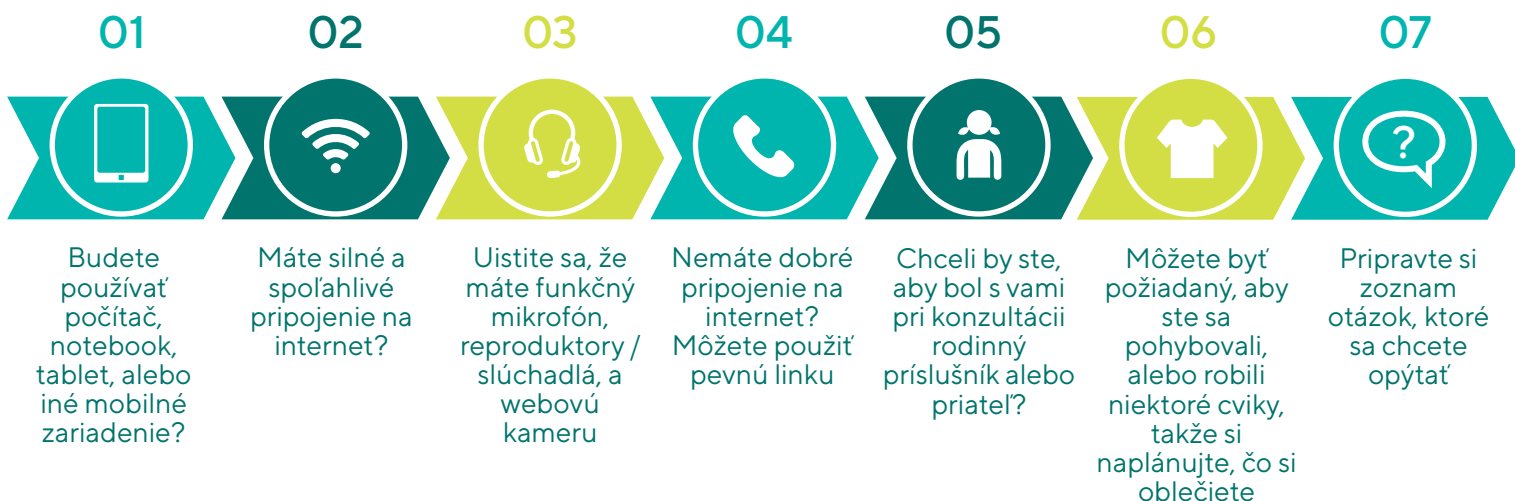 01
Budete
používať
počítač,
notebook,
tablet, alebo
iné mobilné
zariadenie?
02
Máte silné a
spoľahlivé
pripojenie na
internet?
03
Uistite sa, že
máte funkčný
mikrofón,
reproduktory /
slúchadlá, a
webovú
kameru
04
Nemáte dobré
pripojenie na
internet?
Môžete použiť
pevnú linku
05
Chceli by ste,
aby bol s vami
pri konzultácii
rodinný
príslušník alebo
priateľ?
06
Môžete byť
požiadaný, aby
ste sa
pohybovali,
alebo robili
niektoré cviky,
takže si
naplánujte, čo si
oblečiete
07
?
Pripravte si
zoznam
otázok, ktoré
sa chcete
opýtať